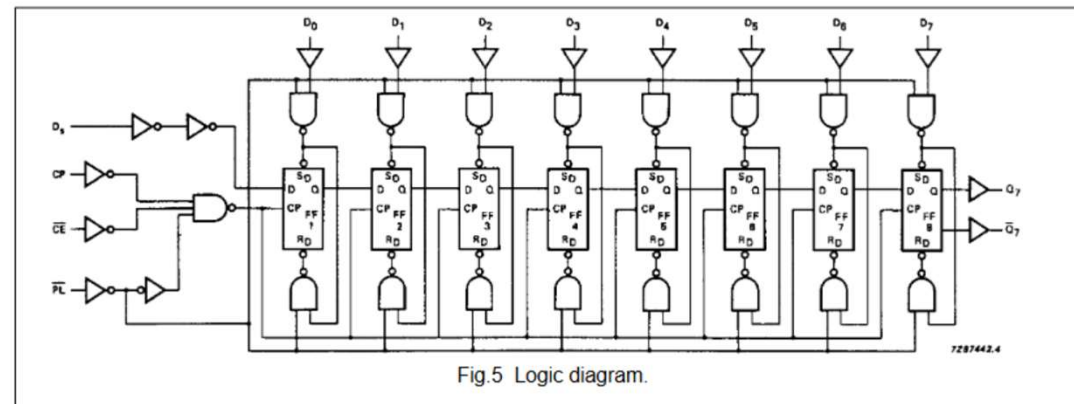 D0 D1 D2 D3 D4 D5 D6 D7
Ds
CP
CE
PL
SD SD SD SD SD SD SD SD
D Q D Q D Q D Q D Q D Q D Q D Q
Q7
CP CP CP CP CP CP CP CP
FF FF FF FF FF FF FF FF
1 2 3 4 5 6 7 8
Q̅7
RD RD RD RD RD RD RD RD
7Z87442.4
Fig.5 Logic diagram.